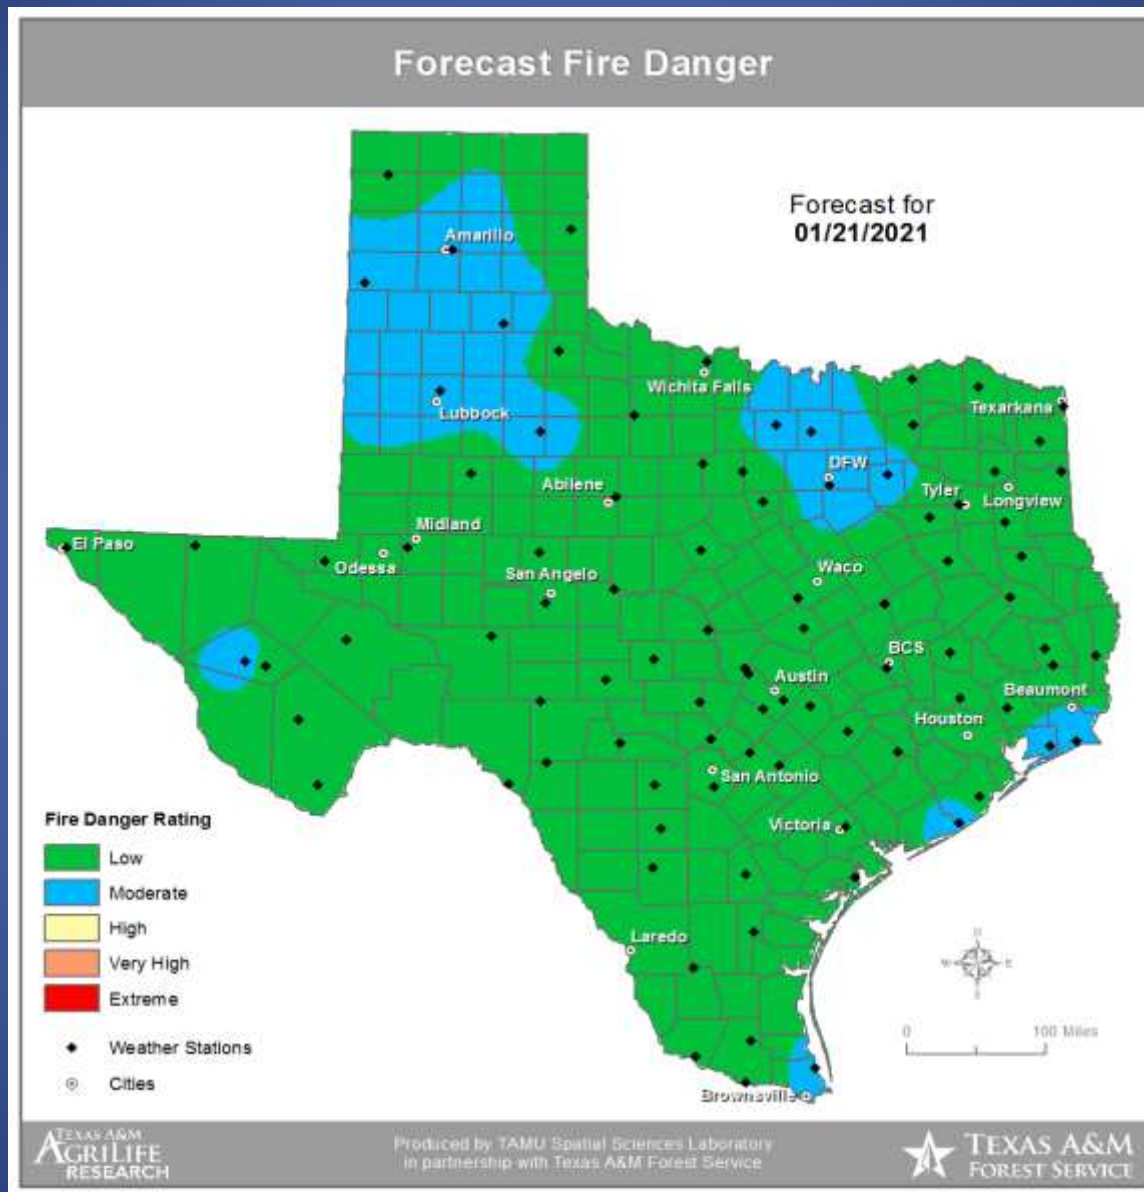 Forecast Fire Danger
Forecast for
01/21/2021
Amarillo
Lubbock
Wichita Falls
Texarkana
DFW
Abilene
Tyler
Longview
Midland
El Paso
Odessa
San Angelo
Waco
BCS
Austin
Beaumont
Houston
San Antonio
Victoria
Laredo
Brownsville
Fire Danger Rating
Low
Moderate
High
Very High
Extreme
Weather Stations
Cities
N
W
E
S
0 100 Miles
TEXAS A&M
AGRILIFE
RESEARCH
Produced by TAMU Spatial Sciences Laboratory
in partnership with Texas A&M Forest Service
TEXAS A&M
FOREST SERVICE